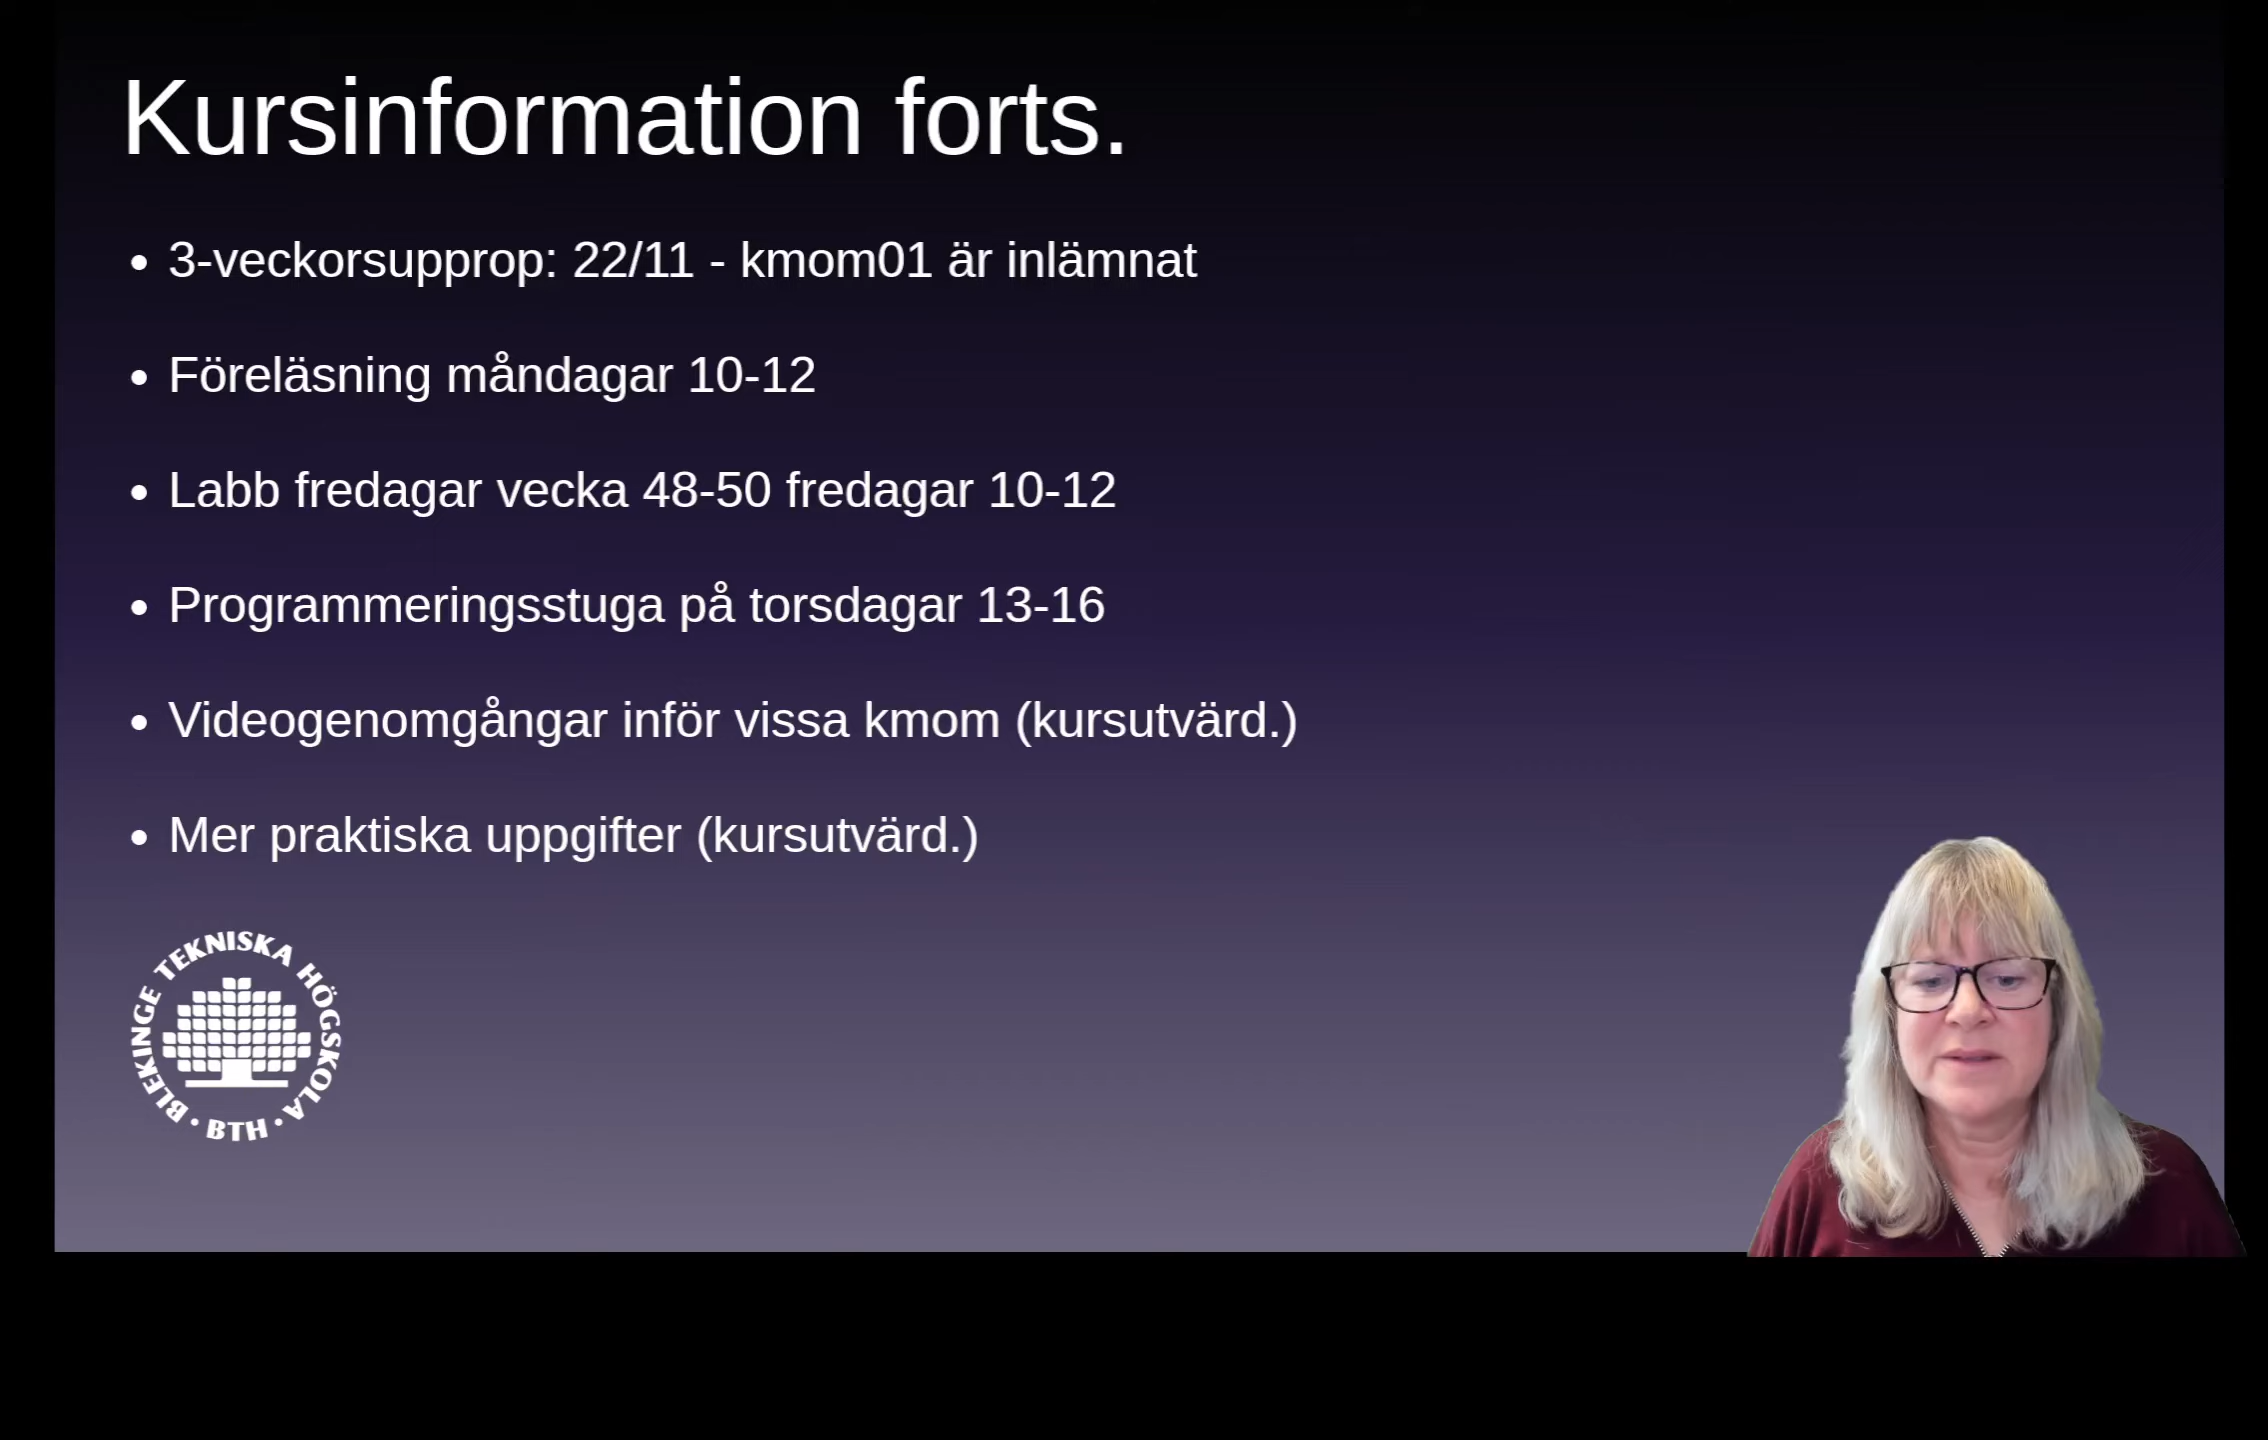 Kursinformation forts.
3-veckorsupprop: 22/11 - kmom01 är inlämnat
Föreläsning måndagar 10-12
Labb fredagar vecka 48-50 fredagar 10-12
Programmeringsstuga på torsdagar 13-16
Videogenomgångar inför vissa kmom (kursutvärd.)
Mer praktiska uppgifter (kursutvärd.)
BLEKINGE TEKNISKA HÖGSKOLA
· BTH ·